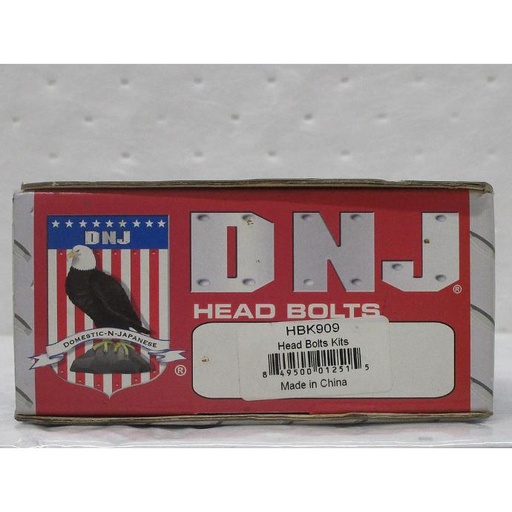 DNJ
DOMESTIC-N-JAPANESE
®
DNJ®
HEAD BOLTS
HBK909
Head Bolts Kits
8 49500 01251 5
Made in China